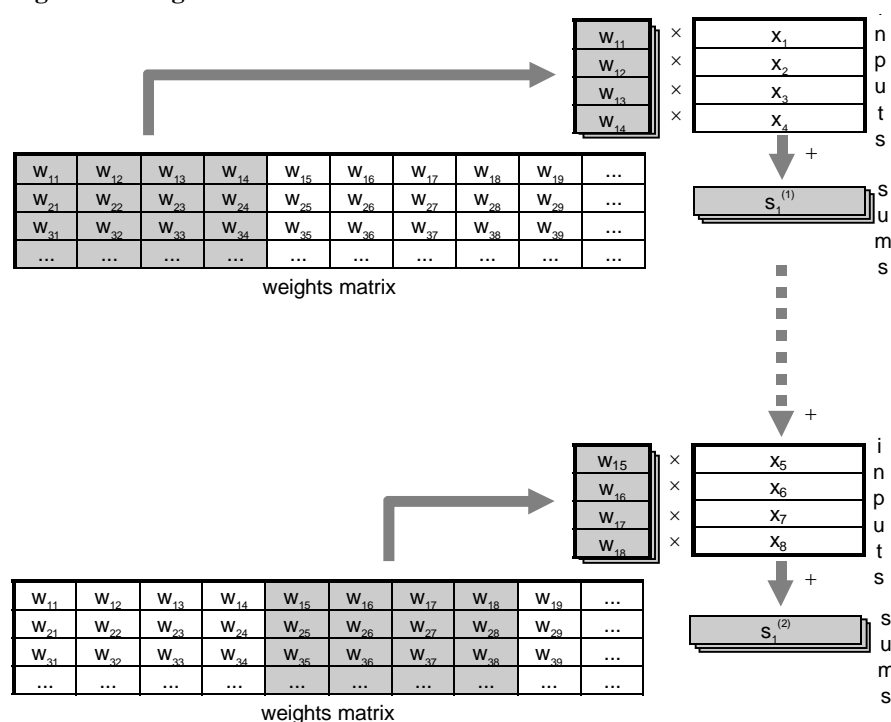 w₁₁ × x₁
w₁₂ × x₂
w₁₃ × x₃
w₁₄ × x₄
inputs
+
w₁₁ w₁₂ w₁₃ w₁₄ w₁₅ w₁₆ w₁₇ w₁₈ w₁₉ ...
w₂₁ w₂₂ w₂₃ w₂₄ w₂₅ w₂₆ w₂₇ w₂₈ w₂₉ ...
w₃₁ w₃₂ w₃₃ w₃₄ w₃₅ w₃₆ w₃₇ w₃₈ w₃₉ ...
... ... ... ... ... ... ... ... ... ...
weights matrix
s₁⁽¹⁾
sums
+
w₁₅ × x₅
w₁₆ × x₆
w₁₇ × x₇
w₁₈ × x₈
inputs
+
w₁₁ w₁₂ w₁₃ w₁₄ w₁₅ w₁₆ w₁₇ w₁₈ w₁₉ ...
w₂₁ w₂₂ w₂₃ w₂₄ w₂₅ w₂₆ w₂₇ w₂₈ w₂₉ ...
w₃₁ w₃₂ w₃₃ w₃₄ w₃₅ w₃₆ w₃₇ w₃₈ w₃₉ ...
... ... ... ... ... ... ... ... ... ...
weights matrix
s₁⁽²⁾
sums